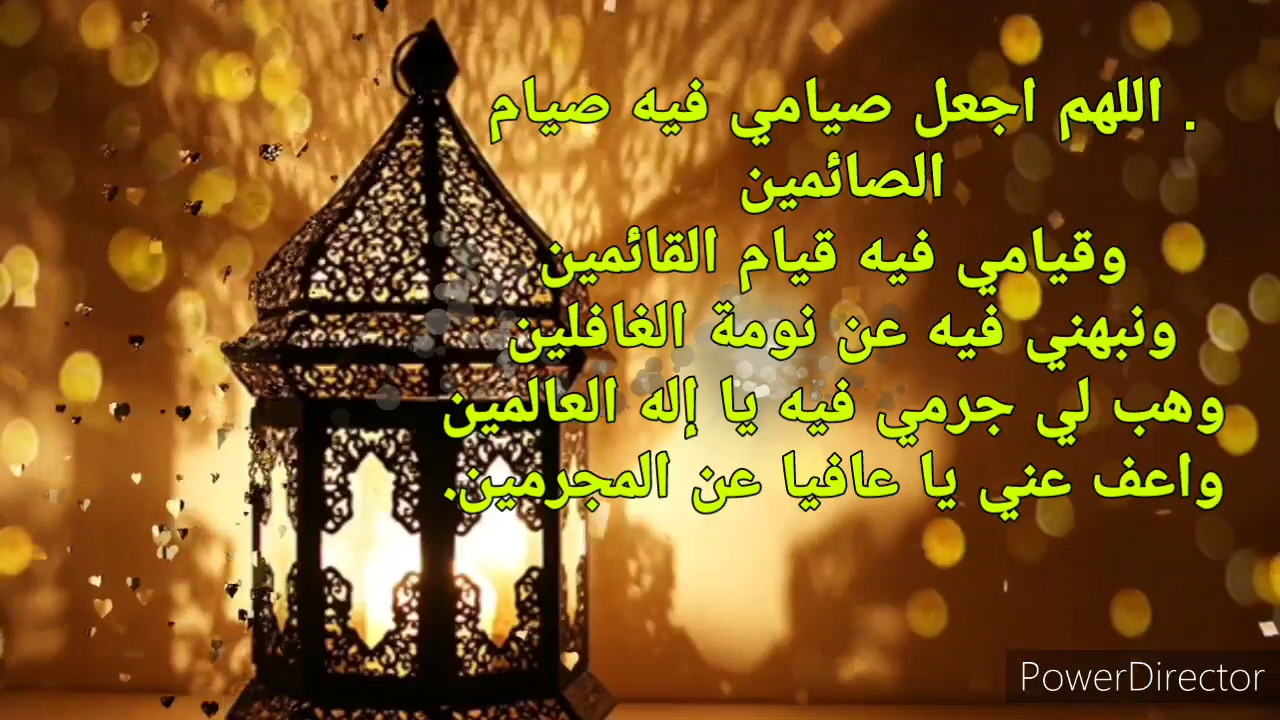 . اللهم اجعل صيامي فيه صيام
الصائمين
وقيامي فيه قيام القائمين
ونبهني فيه عن نومة الغافلين
وهب لي جرمي فيه يا إله العالمين
واعف عني يا عافيا عن المجرمين.
PowerDirector